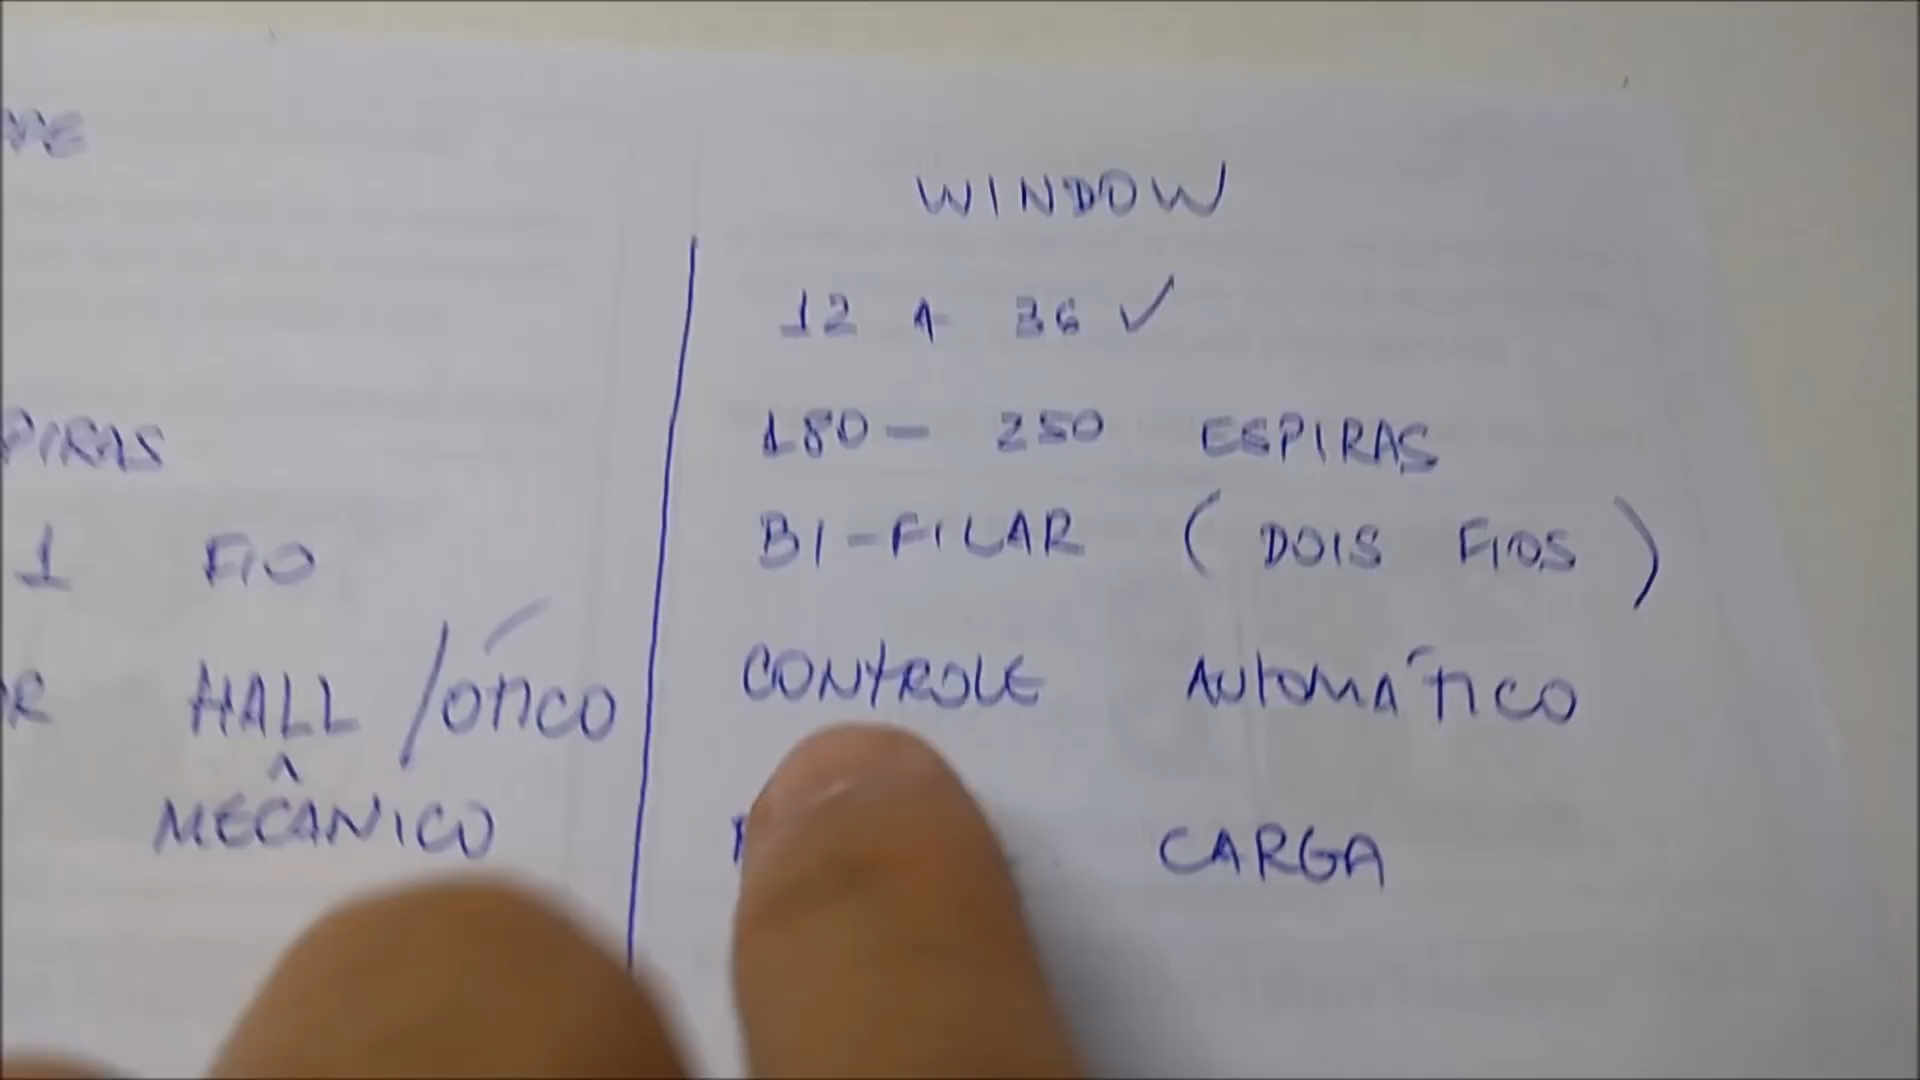 WINDOW
12 A 36 ✓
180 - 250 ESPIRAS
BI-FILAR (DOIS FIOS)
CONTROLE AUTOMÁTICO
CARGA
PIRAS
1 FIO
R HALL / ÓTICO
MECÂNICO